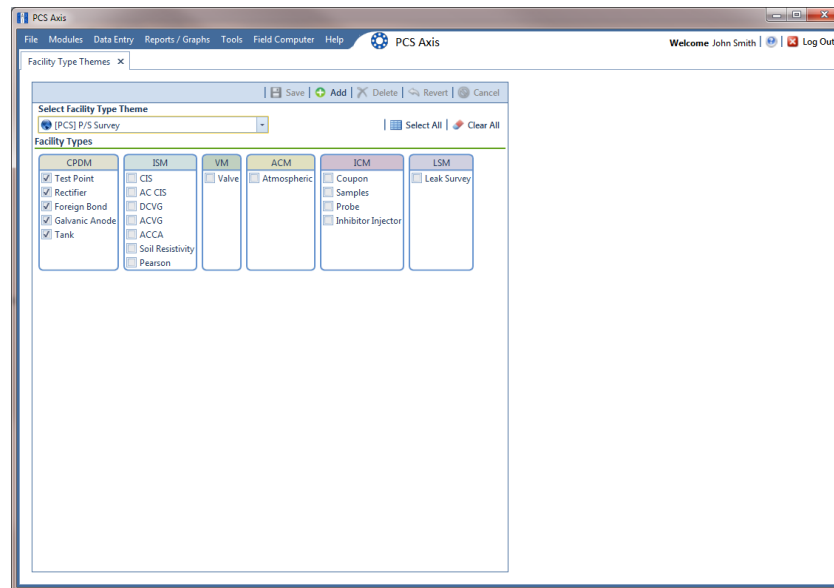 PCS Axis
File Modules Data Entry Reports / Graphs Tools Field Computer Help PCS Axis Welcome John Smith | ? | Log Out
Facility Type Themes ×
| Save | Add | Delete | Revert | Cancel
Select Facility Type Theme
[PCS] P/S Survey | Select All | Clear All
Facility Types
CPDM ISM VM ACM ICM LSM
Test Point CIS Valve Atmospheric Coupon Leak Survey
Rectifier AC CIS Samples
Foreign Bond DCVG Probe
Galvanic Anode ACVG Inhibitor Injector
Tank ACCA
Soil Resistivity
Pearson